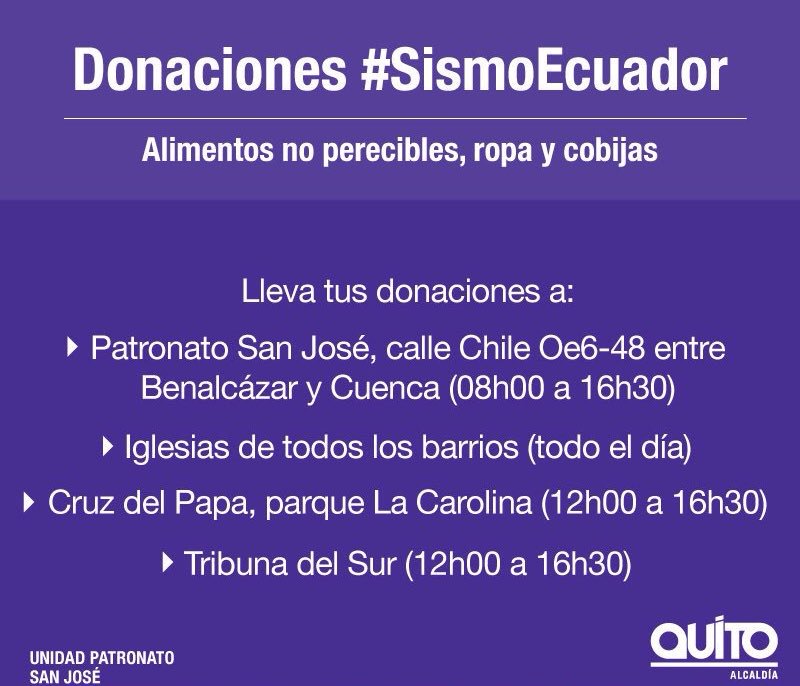 Donaciones #SismoEcuador
Alimentos no perecibles, ropa y cobijas
Lleva tus donaciones a:
Patronato San José, calle Chile Oe6-48 entre
Benalcázar y Cuenca (08h00 a 16h30)
Iglesias de todos los barrios (todo el día)
Cruz del Papa, parque La Carolina (12h00 a 16h30)
Tribuna del Sur (12h00 a 16h30)
UNIDAD PATRONATO
SAN JOSÉ
QUITO
ALCALDÍA